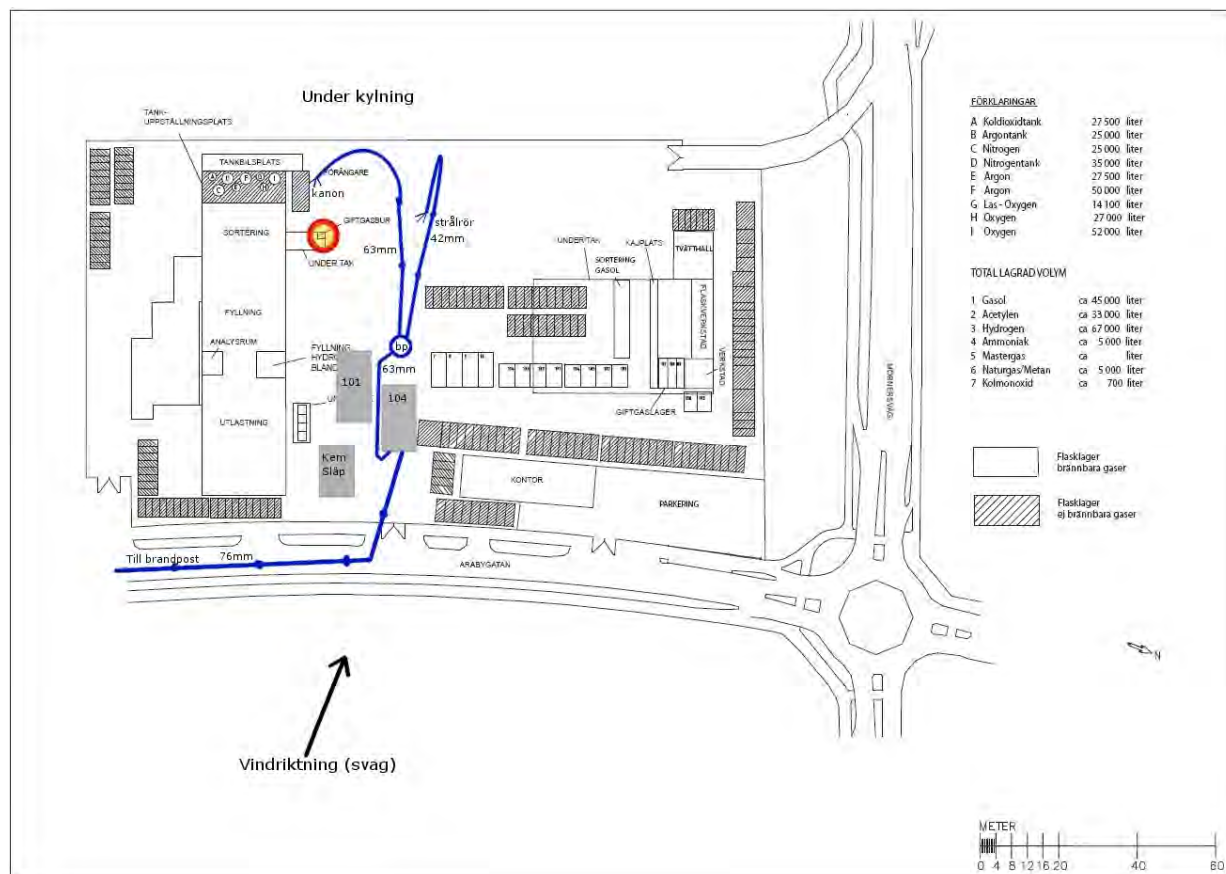 Under kylning
TANK-
UPPSTÄLLNINGSPLATS
TANKBILSPLATS
FÖRÅNGARE
kanon
GIFTGASBUR
SORTERING
UNDER TAK
63mm
strålrör
42mm
UNDER TAK
KAJPLATS
SORTERING
GASOL
TVÄTTHALL
FLASKVERKSTAD
VERKSTAD
GIFTGASLAGER
FYLLNING
ANALYSRUM
FYLLNING
HYDRO
BLAND
bp
63mm
101
104
UTLASTNING
Kem
Släp
KONTOR
PARKERING
Till brandpost
76mm
ARABYGATAN
MÖRNERSVÄG
Vindriktning (svag)
FÖRKLARINGAR
A Koldioxidtank 27 500 liter
B Argontank 25 000 liter
C Nitrogen 25 000 liter
D Nitrogentank 35 000 liter
E Argon 27 500 liter
F Argon 50 000 liter
G Las - Oxygen 14 100 liter
H Oxygen 27 000 liter
I Oxygen 52 000 liter
TOTAL LAGRAD VOLYM
1 Gasol ca 45 000 liter
2 Acetylen ca 33 000 liter
3 Hydrogen ca 67 000 liter
4 Ammoniak ca 5 000 liter
5 Mastergas ca liter
6 Naturgas/Metan ca 5 000 liter
7 Kolmonoxid ca 700 liter
Flasklager
brännbara gaser
Flasklager
ej brännbara gaser
N
METER
0 4 8 12 16 20 40 60